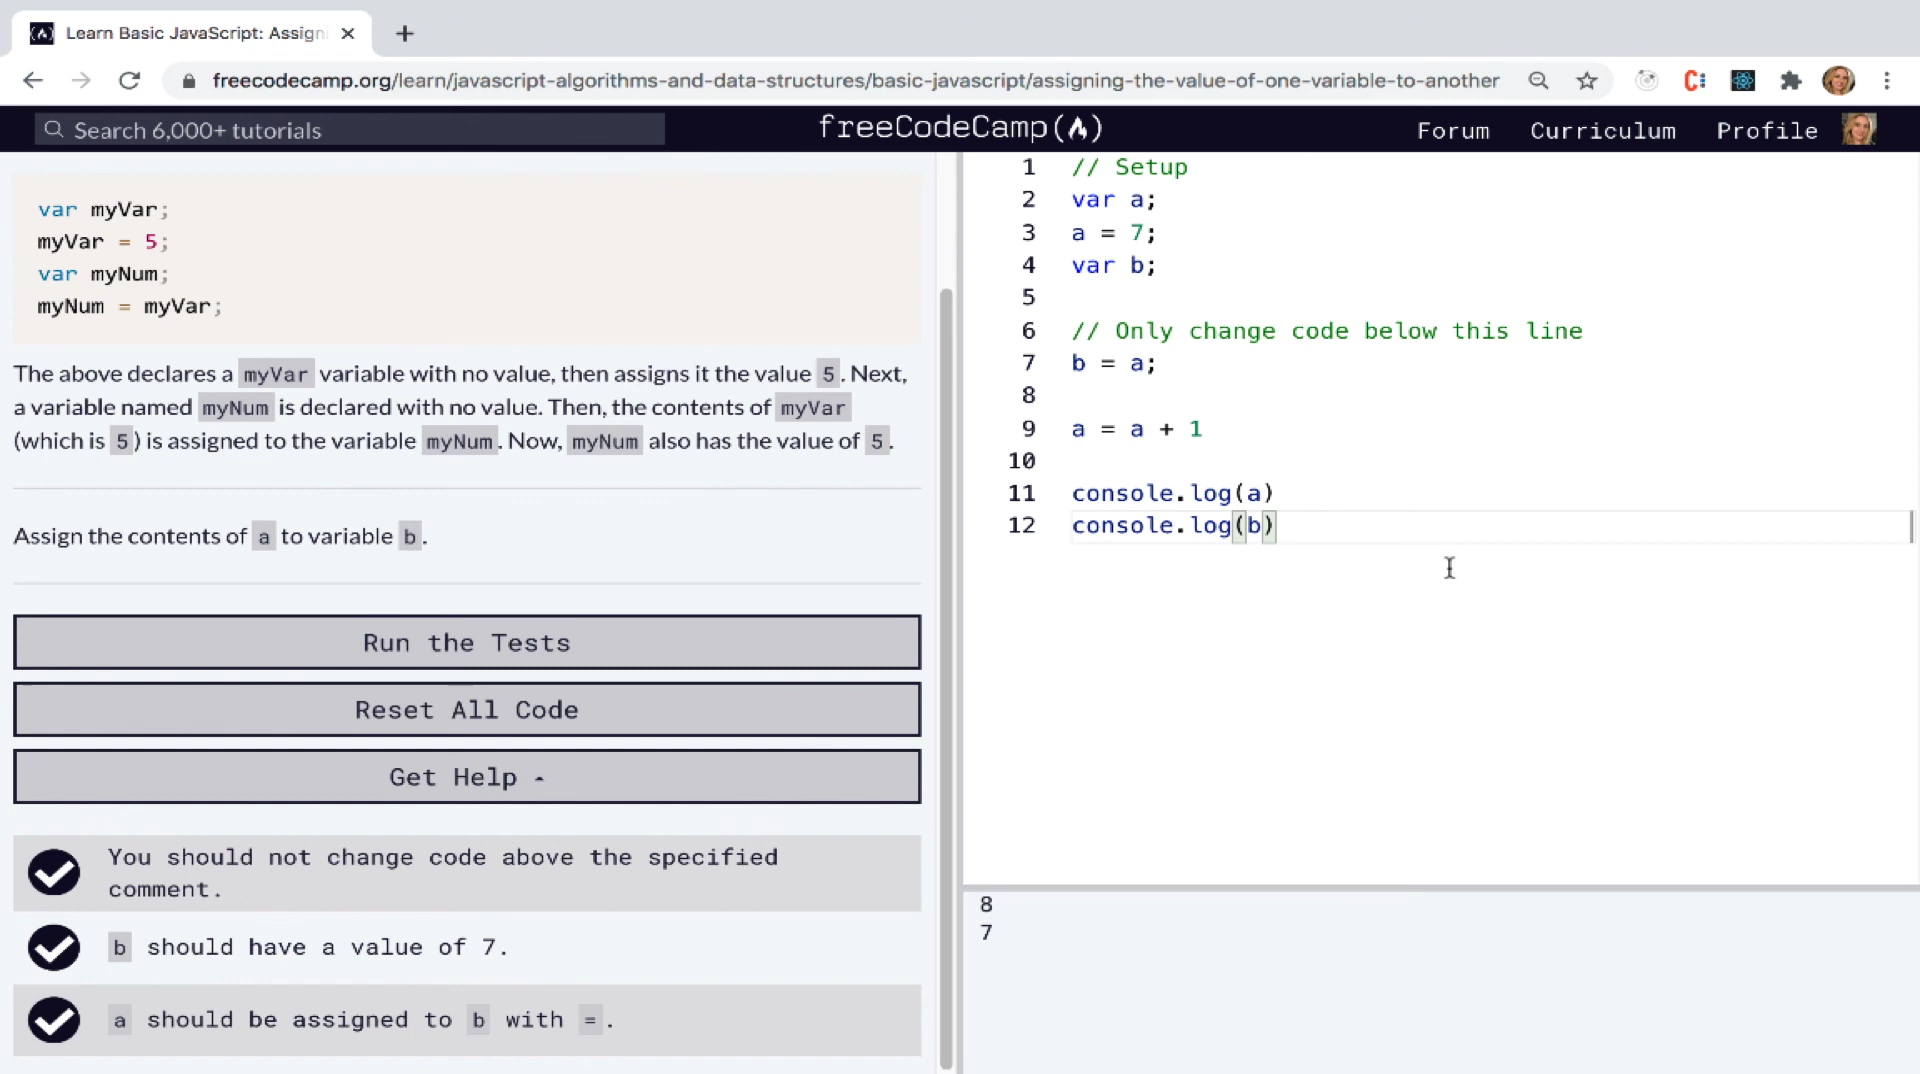 Learn Basic JavaScript: Assign
freecodecamp.org/learn/javascript-algorithms-and-data-structures/basic-javascript/assigning-the-value-of-one-variable-to-another
Search 6,000+ tutorials
freeCodeCamp(🔥)
Forum
Curriculum
Profile
var myVar;
myVar = 5;
var myNum;
myNum = myVar;
The above declares a myVar variable with no value, then assigns it the value 5. Next,
a variable named myNum is declared with no value. Then, the contents of myVar
(which is 5) is assigned to the variable myNum. Now, myNum also has the value of 5.
Assign the contents of a to variable b.
Run the Tests
Reset All Code
Get Help
You should not change code above the specified
comment.
b should have a value of 7.
a should be assigned to b with =.
1 // Setup
2 var a;
3 a = 7;
4 var b;
5
6 // Only change code below this line
7 b = a;
8
9 a = a + 1
10
11 console.log(a)
12 console.log(b)
8
7